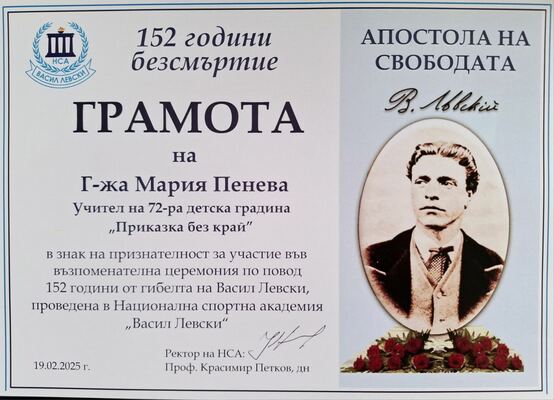 НСА
ВАСИЛ ЛЕВСКИ
152 години
безсмъртие
ГРАМОТА
на
Г-жа Мария Пенева
Учител на 72-ра детска градина
„Приказка без край"
в знак на признателност за участие във
възпоменателна церемония по повод
152 години от гибелта на Васил Левски,
проведена в Национална спортна академия
„Васил Левски“
19.02.2025 г.
Ректор на НСА:
Проф. Красимир Петков, дн
АПОСТОЛА НА
СВОБОДАТА
В. Лѣвскій